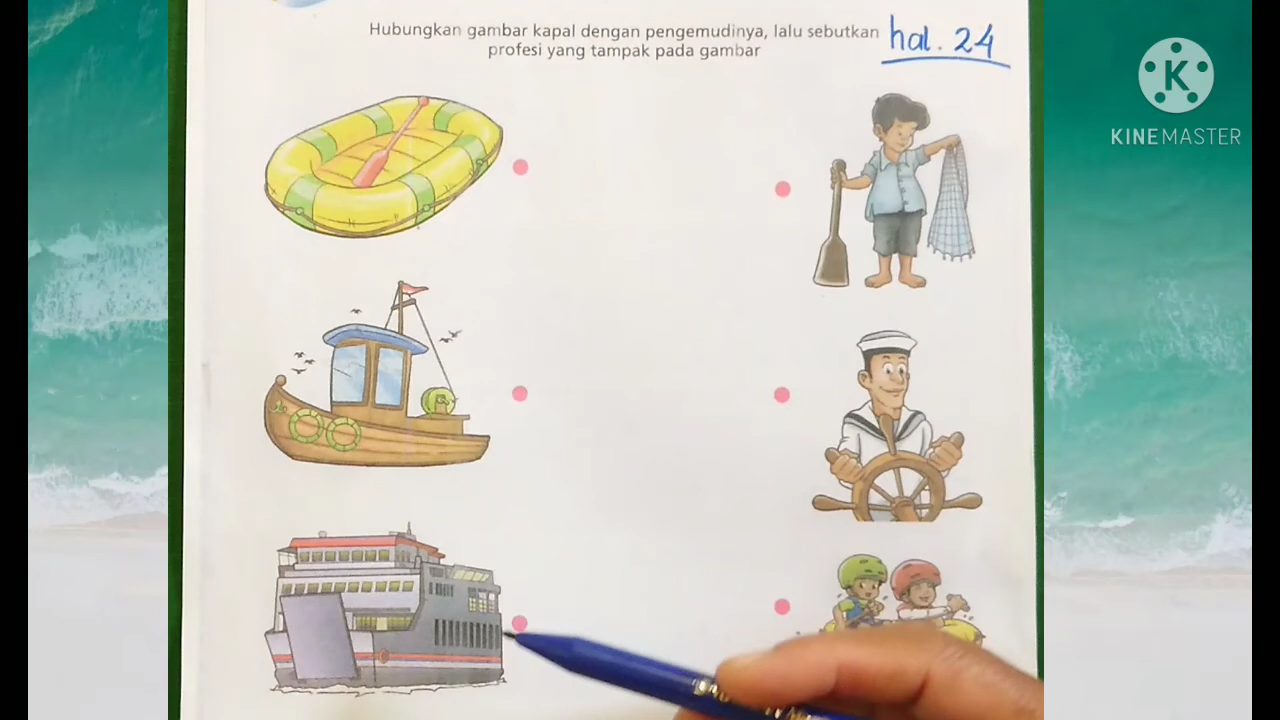 Hubungkan gambar kapal dengan pengemudinya, lalu sebutkan
profesi yang tampak pada gambar
hal. 24
K
KINEMASTER